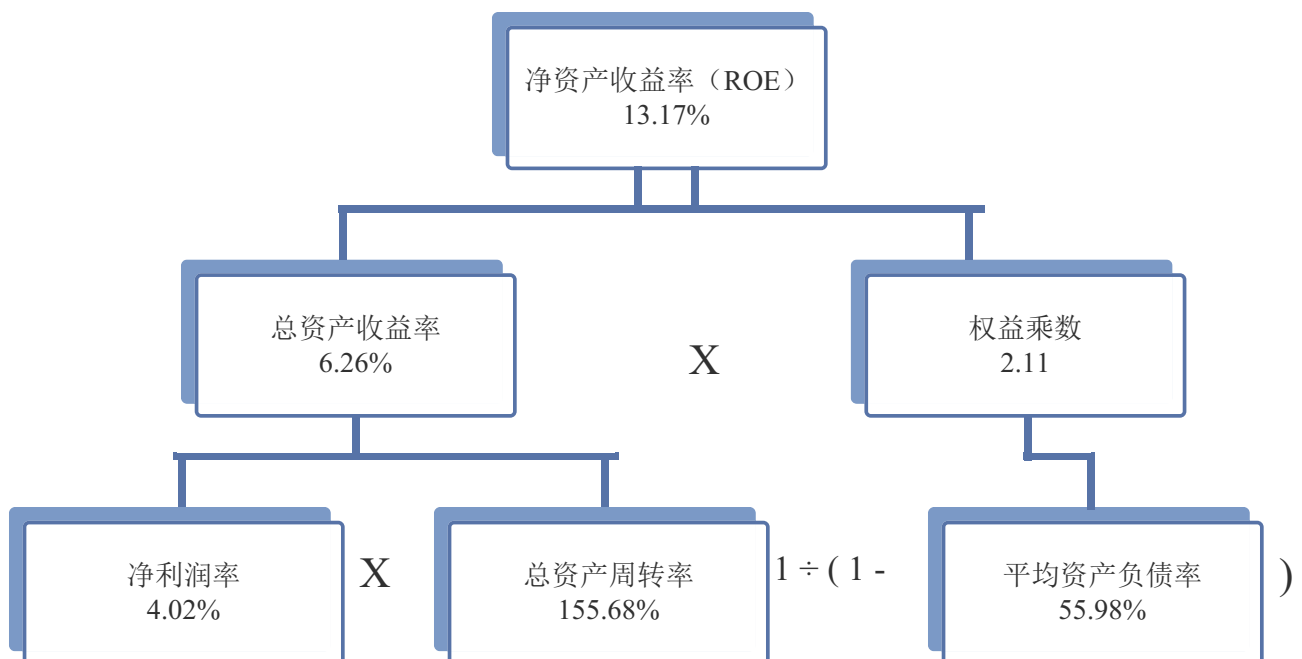 净资产收益率（ROE）
13.17%
总资产收益率
6.26%
X
权益乘数
2.11
净利润率
4.02%
X
总资产周转率
155.68%
1 ÷ ( 1 -
平均资产负债率
55.98%
)